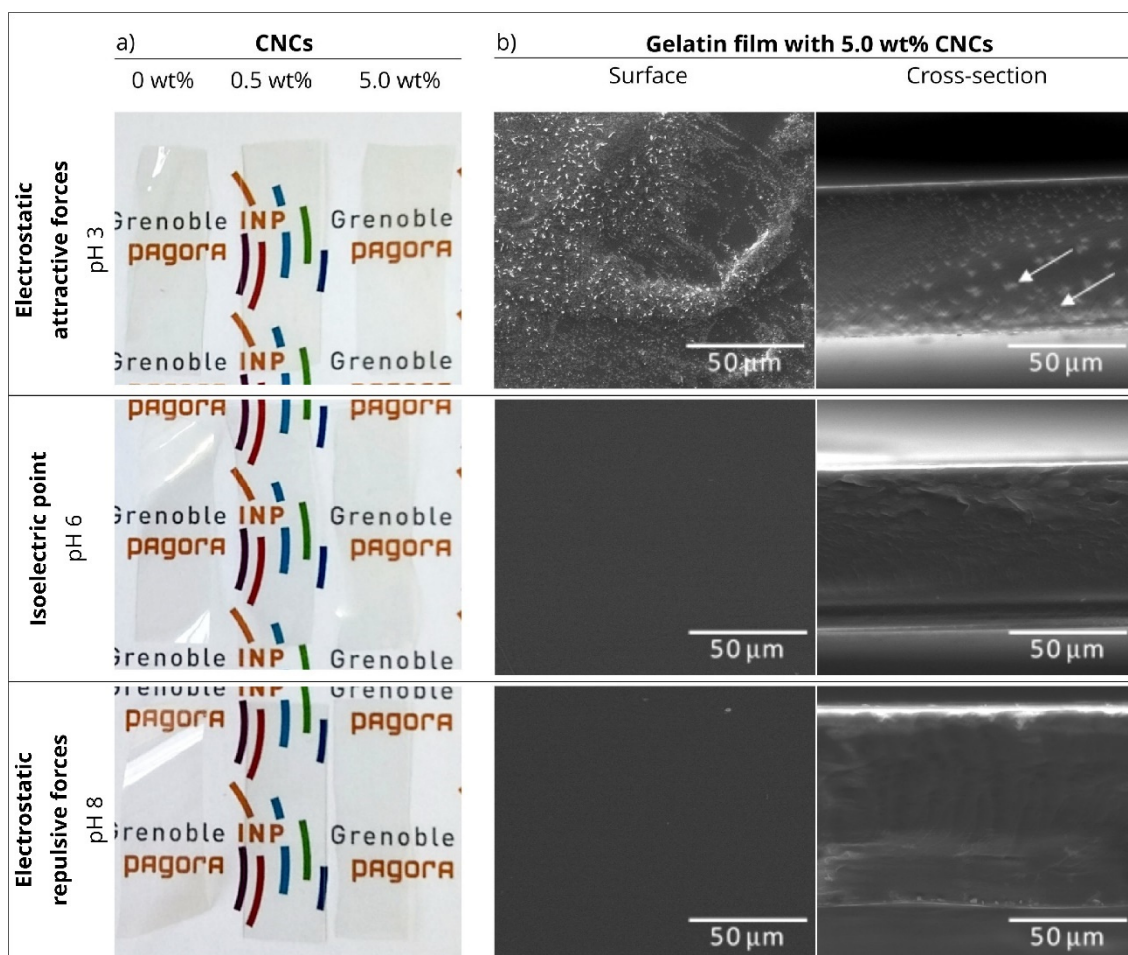 a)
CNCs
0 wt% 0.5 wt% 5.0 wt%
b)
Gelatin film with 5.0 wt% CNCs
Surface Cross-section
Electrostatic
attractive forces
pH 3
Grenoble INP Grenoble
PAGORA PAGORA
Grenoble INP Grenoble
50 µm
50 µm
Isoelectric point
pH 6
PAGORA PAGORA
Grenoble INP Grenoble
PAGORA PAGORA
Grenoble INP Grenoble
50 µm
50 µm
Electrostatic
repulsive forces
pH 8
Grenoble INP Grenoble
PAGORA PAGORA
Grenoble INP Grenoble
PAGORA PAGORA
50 µm
50 µm